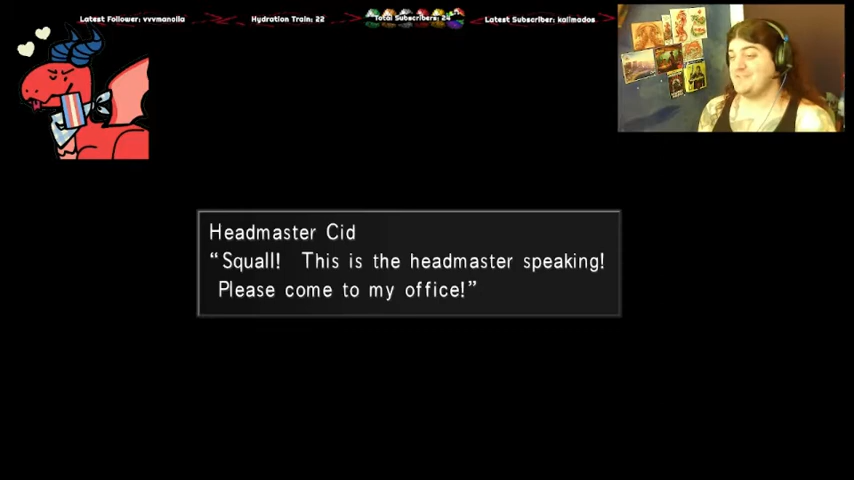 Latest Follower: vvvmanolla
Hydration Train: 22
Total Subscribers: 24
Latest Subscriber: kalimados
Headmaster Cid
“Squall! This is the headmaster speaking!
Please come to my office!”